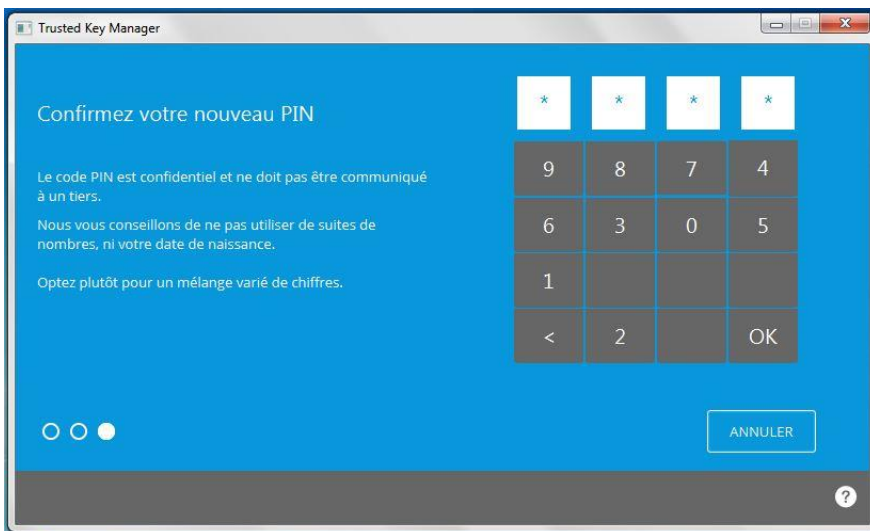 Trusted Key Manager
Confirmez votre nouveau PIN
* * * *
Le code PIN est confidentiel et ne doit pas être communiqué
à un tiers.
Nous vous conseillons de ne pas utiliser de suites de
nombres, ni votre date de naissance.
Optez plutôt pour un mélange varié de chiffres.
9 8 7 4
6 3 0 5
1
< 2 OK
ANNULER
?